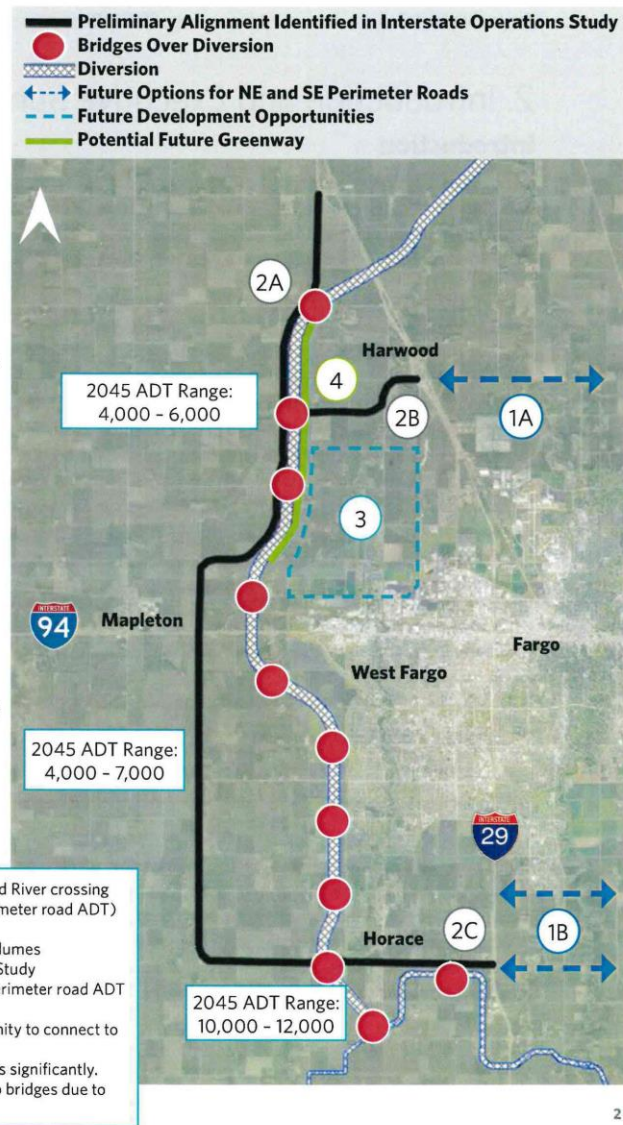 Preliminary Alignment Identified in Interstate Operations Study
Bridges Over Diversion
Diversion
Future Options for NE and SE Perimeter Roads
Future Development Opportunities
Potential Future Greenway
2A
Harwood
4
2045 ADT Range:
4,000 – 6,000
2B
1A
3
INTERSTATE
94
Mapleton
Fargo
West Fargo
2045 ADT Range:
4,000 – 7,000
INTERSTATE
29
River crossing
meter road ADT)
Study
rimeter road ADT
to connect to
s significantly.
bridges due to
Horace
2C
1B
2045 ADT Range:
10,000 – 12,000
2